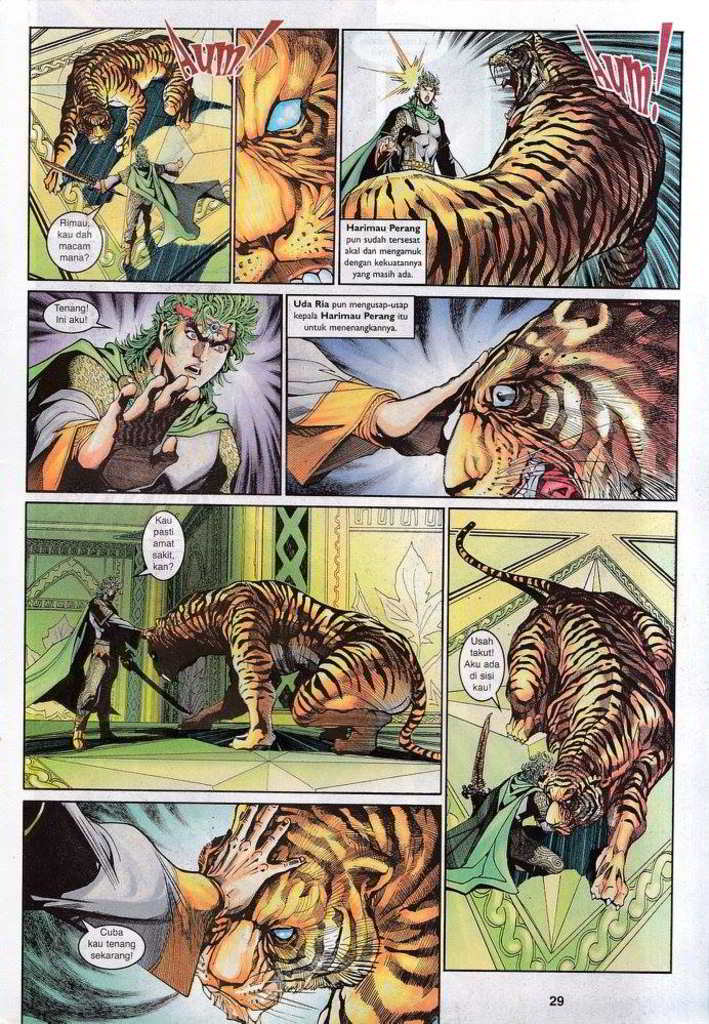 AUM!
Rimau,
kau dah
macam
mana?
AUM!
Harimau Perang
pun sudah tersesat
akal dan mengamuk
dengan kekuatannya
yang masih ada.
Tenang!
Ini aku!
Uda Ria pun mengusap-usap
kepala Harimau Perang itu
untuk menenangkannya.
Kau
pasti
amat
sakit,
kan?
Usah
takut!
Aku ada
di sisi
kau!
Cuba
kau tenang
sekarang!
29